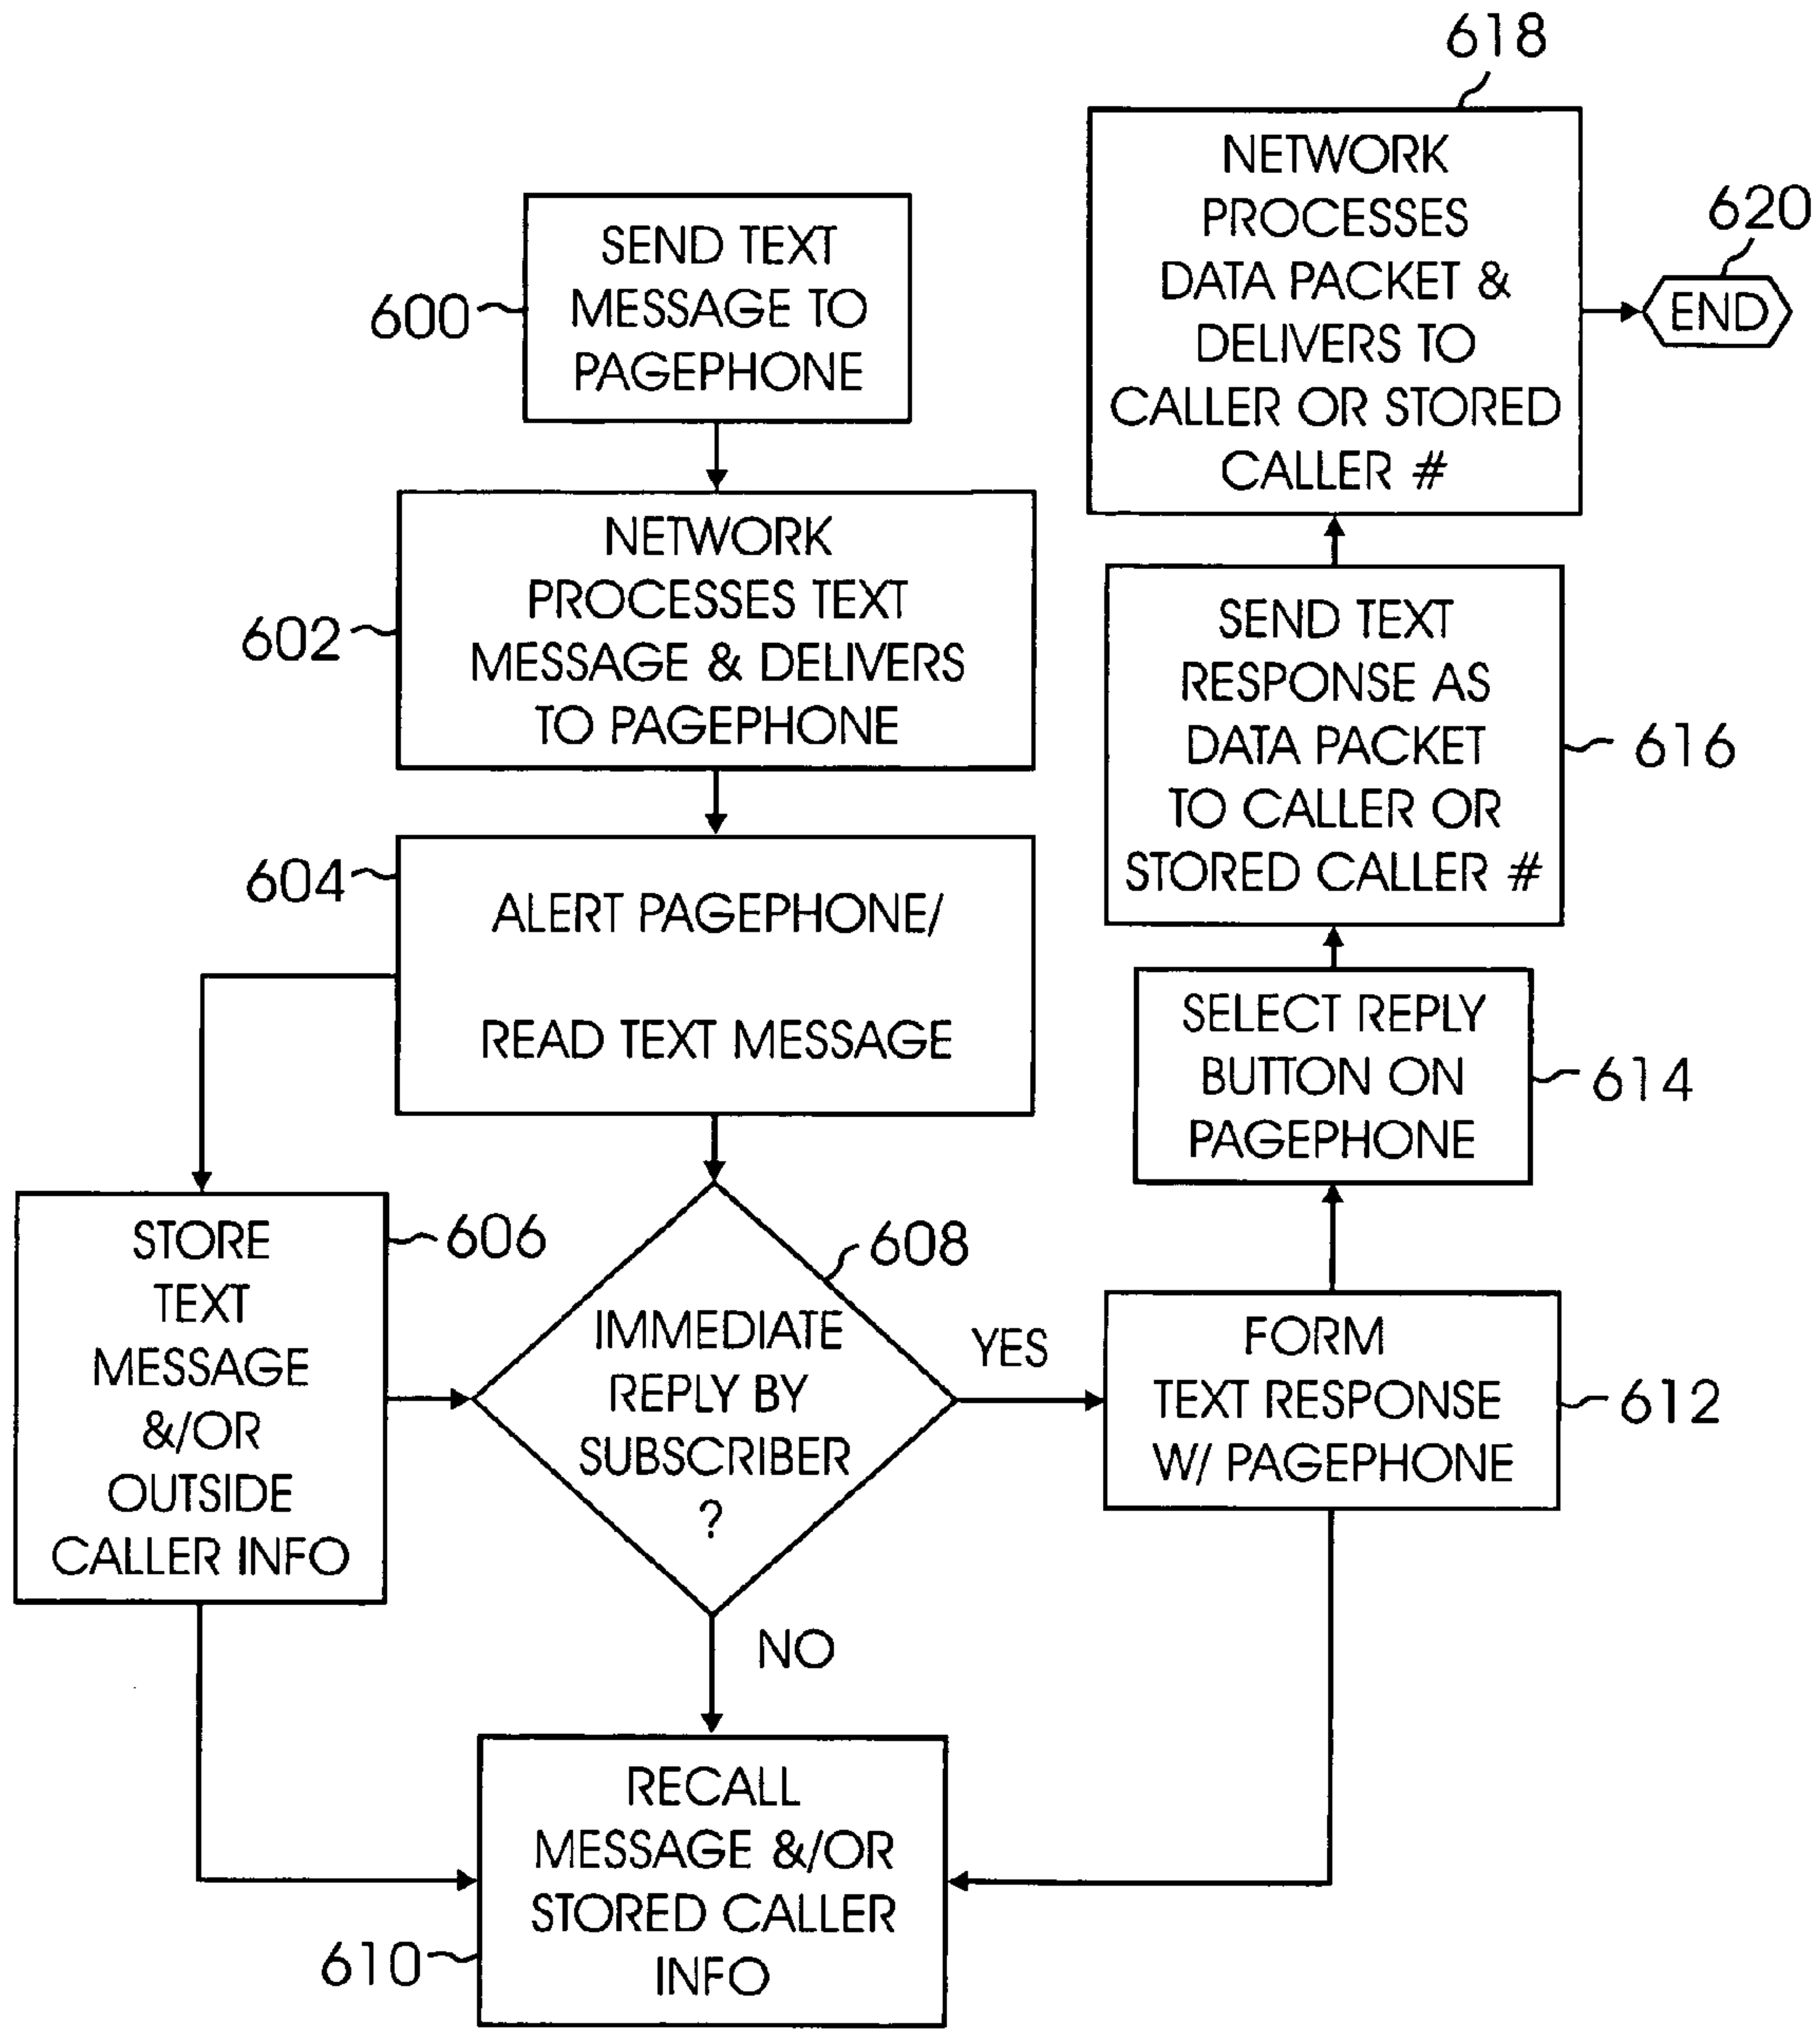 600
SEND TEXT
MESSAGE TO
PAGEPHONE
602
NETWORK
PROCESSES TEXT
MESSAGE & DELIVERS
TO PAGEPHONE
604
ALERT PAGEPHONE/
READ TEXT MESSAGE
606
STORE
TEXT
MESSAGE
&/OR
OUTSIDE
CALLER INFO
608
IMMEDIATE
REPLY BY
SUBSCRIBER
?
YES
NO
610
RECALL
MESSAGE &/OR
STORED CALLER
INFO
612
FORM
TEXT RESPONSE
W/ PAGEPHONE
614
SELECT REPLY
BUTTON ON
PAGEPHONE
616
SEND TEXT
RESPONSE AS
DATA PACKET
TO CALLER OR
STORED CALLER #
618
NETWORK
PROCESSES
DATA PACKET &
DELIVERS TO
CALLER OR STORED
CALLER #
620
END